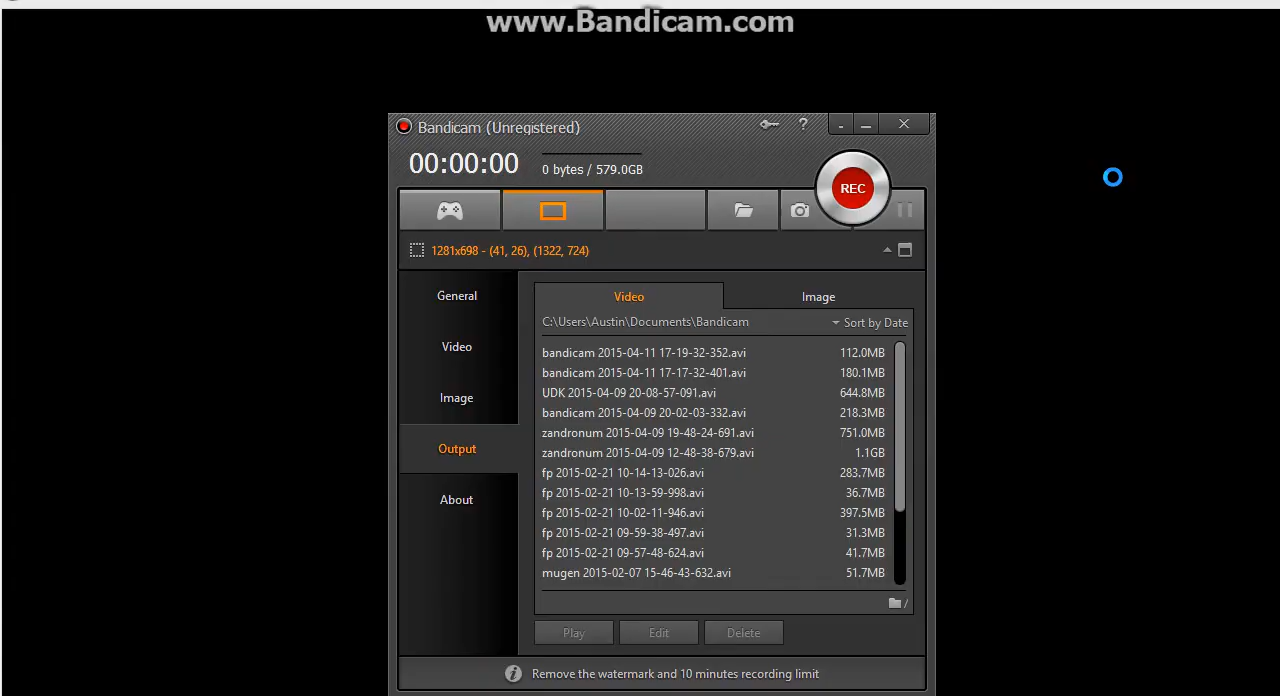 www.Bandicam.com
Bandicam (Unregistered)
?
00:00:00
0 bytes / 579.0GB
REC
1281x698 - (41, 26), (1322, 724)
General
Video
Image
Output
About
Video Image
C:\Users\Austin\Documents\Bandicam Sort by Date
bandicam 2015-04-11 17-19-32-352.avi 112.0MB
bandicam 2015-04-11 17-17-32-401.avi 180.1MB
UDK 2015-04-09 20-08-57-091.avi 644.8MB
bandicam 2015-04-09 20-02-03-332.avi 218.3MB
zandronum 2015-04-09 19-48-24-691.avi 751.0MB
zandronum 2015-04-09 12-48-38-679.avi 1.1GB
fp 2015-02-21 10-14-13-026.avi 283.7MB
fp 2015-02-21 10-13-59-998.avi 36.7MB
fp 2015-02-21 10-02-11-946.avi 397.5MB
fp 2015-02-21 09-59-38-497.avi 31.3MB
fp 2015-02-21 09-57-48-624.avi 41.7MB
mugen 2015-02-07 15-46-43-632.avi 51.7MB
/
Play Edit Delete
Remove the watermark and 10 minutes recording limit